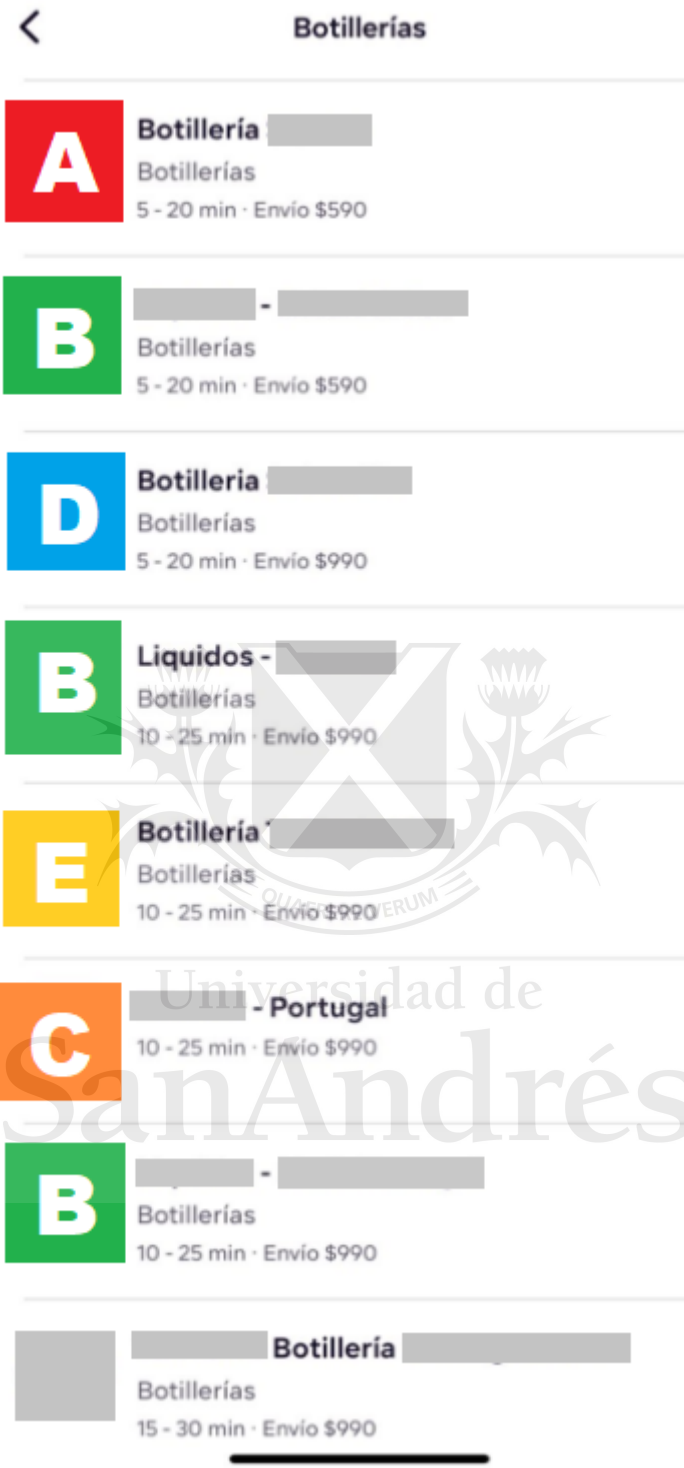 Botillerías
A
Botillería
Botillerías
5 - 20 min · Envío $590
B
-
Botillerías
5 - 20 min · Envío $590
D
Botilleria
Botillerías
5 - 20 min · Envío $990
B
Liquidos -
Botillerías
10 - 25 min · Envío $990
E
Botillería
Botillerías
10 - 25 min · Envío $990
QUAERERE VERUM
C
- Portugal
10 - 25 min · Envío $990
Universidad de
SanAndrés
B
-
Botillerías
10 - 25 min · Envío $990
Botillería
Botillerías
15 - 30 min · Envío $990